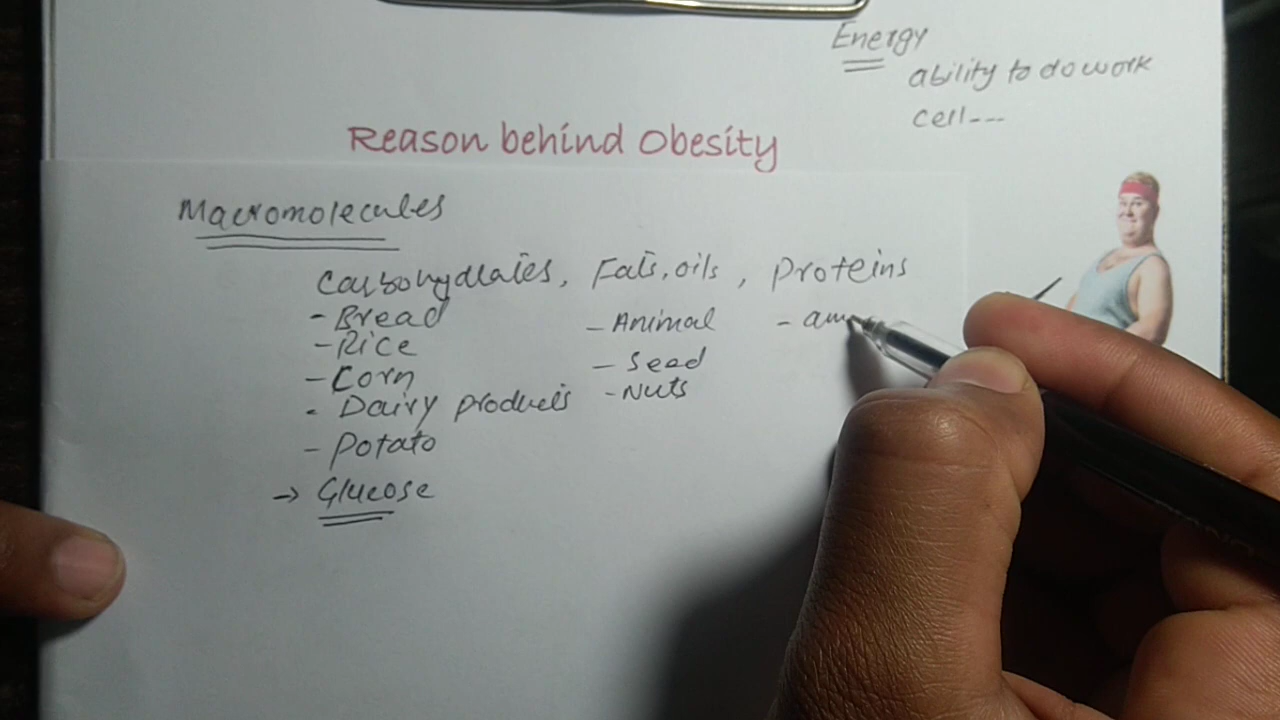 Energy
ability to do work
cell---
Reason behind Obesity
Macromolecules
Carbohydrates, Fats, oils, Proteins
- Bread
- Rice
- Corn
- Dairy products
- Potato
→ Glucose
- Animal
- Seed
- Nuts
- am